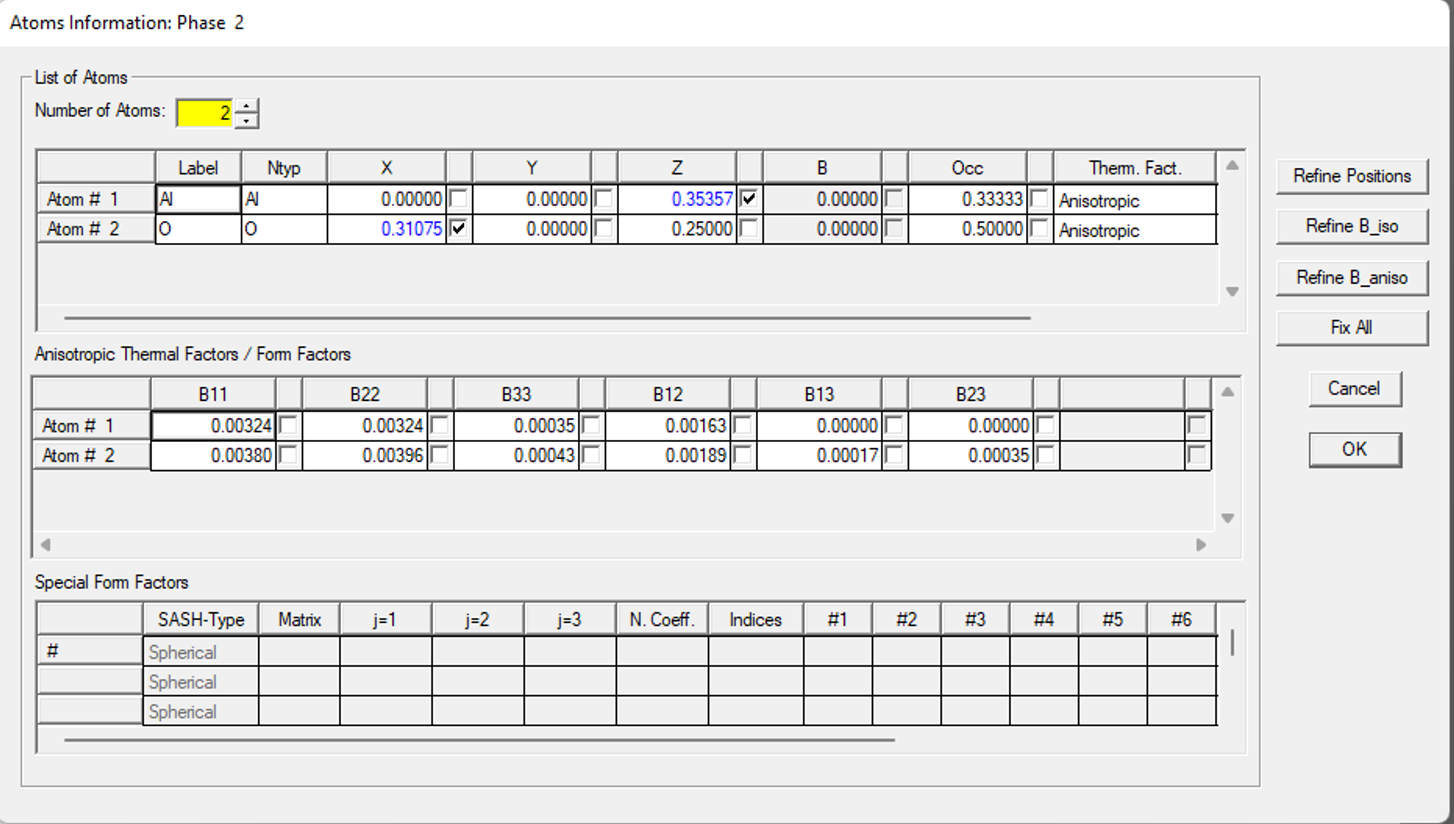 Atoms Information: Phase 2
List of Atoms
Number of Atoms: 2
Label Ntyp X Y Z B Occ Therm. Fact.
Atom # 1 Al Al 0.00000 0.00000 0.35357 0.00000 0.33333 Anisotropic
Atom # 2 O O 0.31075 0.00000 0.25000 0.00000 0.50000 Anisotropic
Refine Positions
Refine B_iso
Refine B_aniso
Fix All
Cancel
OK
Anisotropic Thermal Factors / Form Factors
B11 B22 B33 B12 B13 B23
Atom # 1 0.00324 0.00324 0.00035 0.00163 0.00000 0.00000
Atom # 2 0.00380 0.00396 0.00043 0.00189 0.00017 0.00035
Special Form Factors
SASH-Type Matrix j=1 j=2 j=3 N. Coeff. Indices #1 #2 #3 #4 #5 #6
# Spherical
Spherical
Spherical